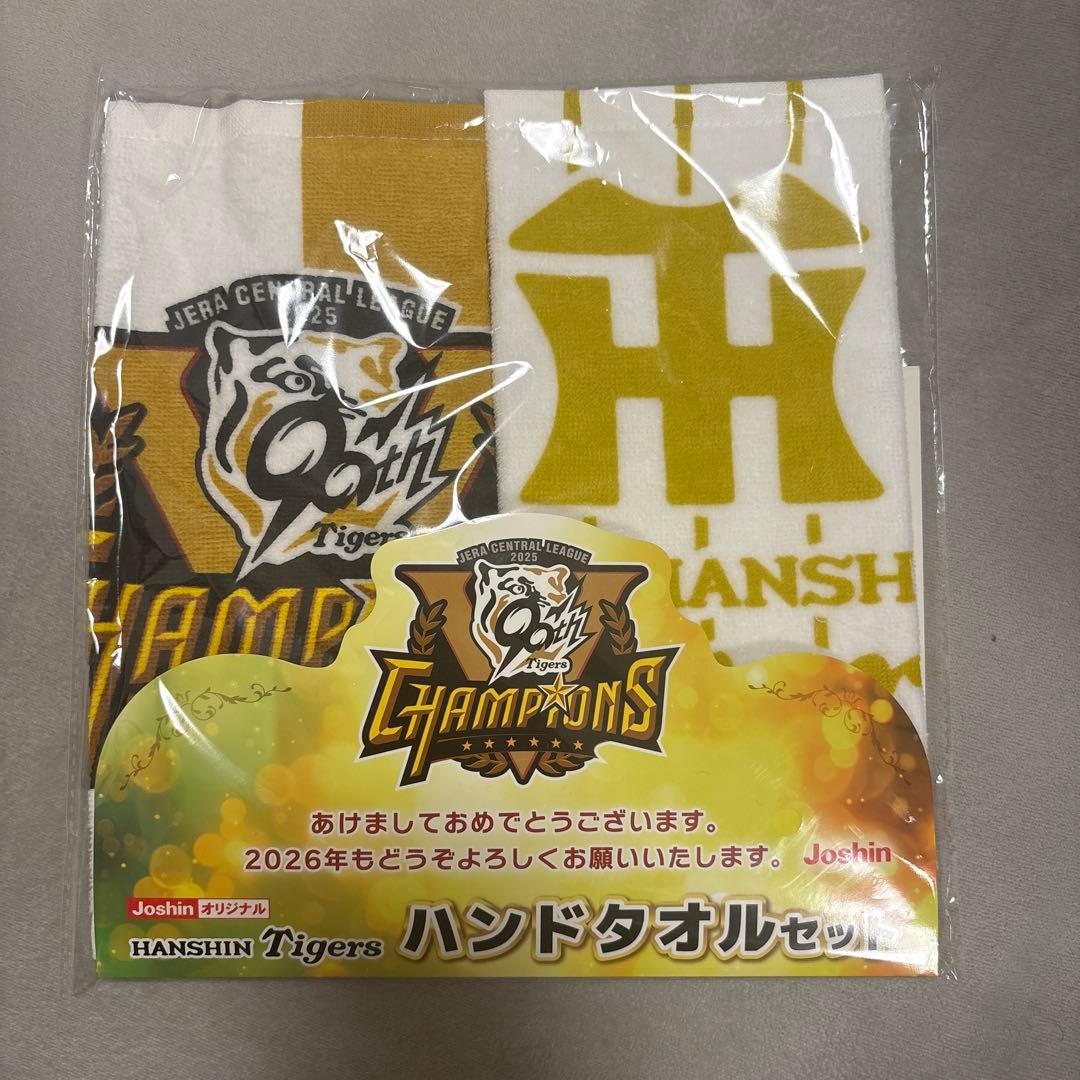 JERA CENTRAL LEAGUE
90th
Tigers
HANSH
JERA CENTRAL LEAGUE
2025
90th
Tigers
CHAMPIONS
あけましておめでとうございます。
2026年もどうぞよろしくお願いいたします。 Joshin
Joshin オリジナル
HANSHIN Tigers ハンドタオルセット